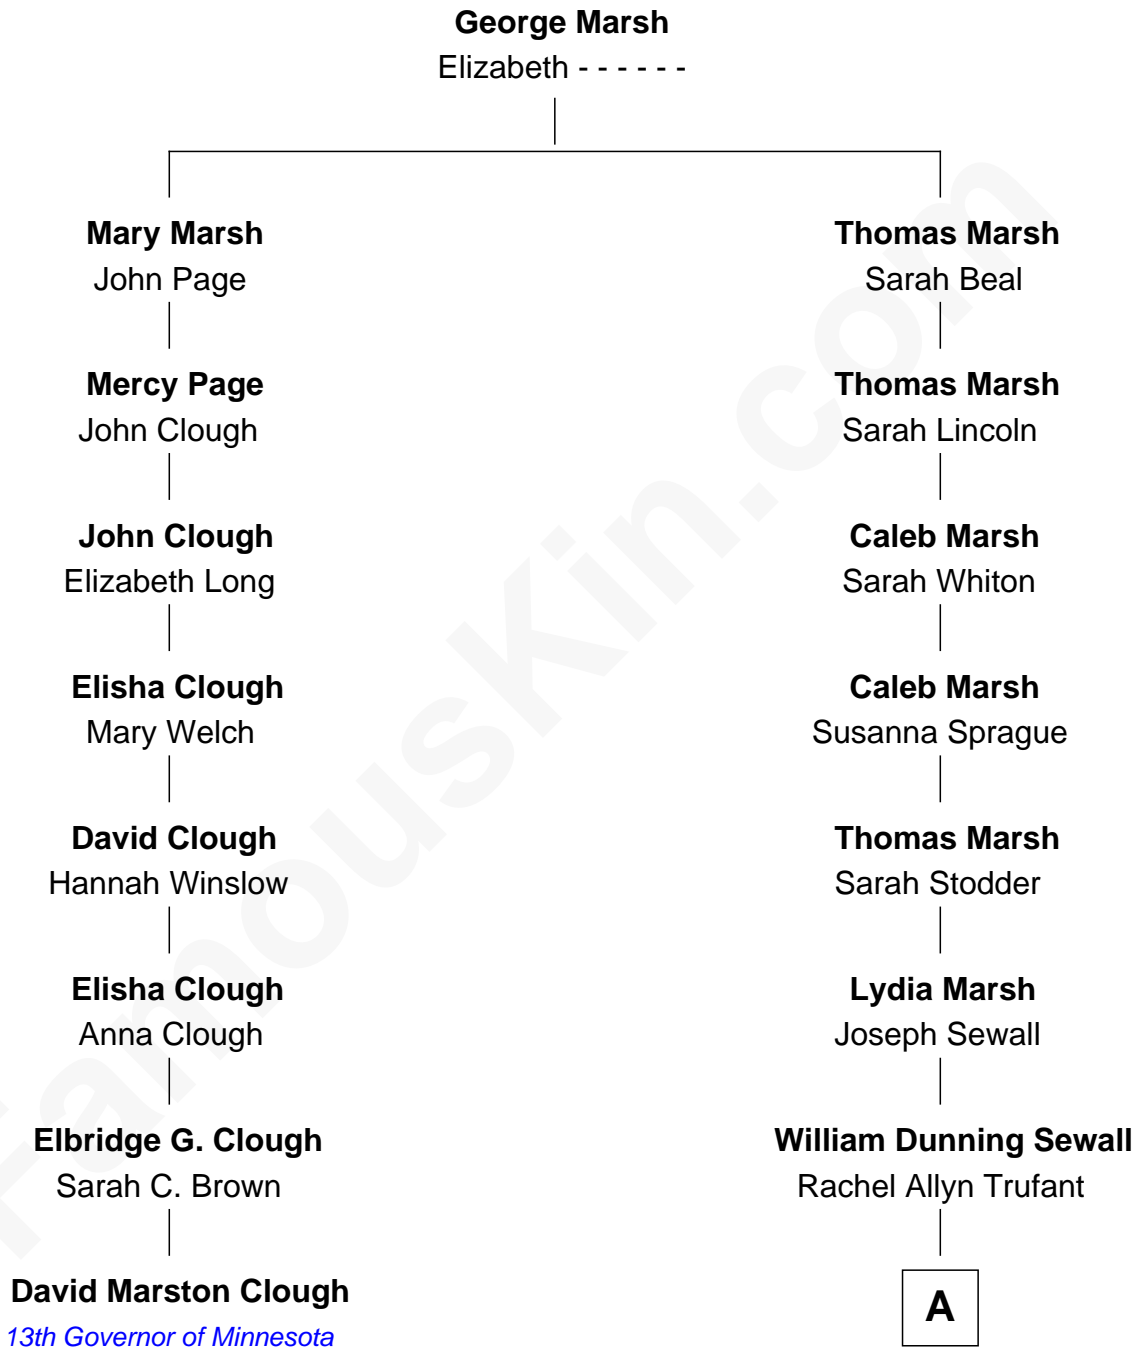 George Marsh
Elizabeth - - - - - -
Mary Marsh
John Page
Thomas Marsh
Sarah Beal
Mercy Page
John Clough
Thomas Marsh
Sarah Lincoln
John Clough
Elizabeth Long
Caleb Marsh
Sarah Whiton
Elisha Clough
Mary Welch
Caleb Marsh
Susanna Sprague
David Clough
Hannah Winslow
Thomas Marsh
Sarah Stodder
Elisha Clough
Anna Clough
Lydia Marsh
Joseph Sewall
Elbridge G. Clough
Sarah C. Brown
William Dunning Sewall
Rachel Allyn Trufant
David Marston Clough
13th Governor of Minnesota
A
FamousKin.com